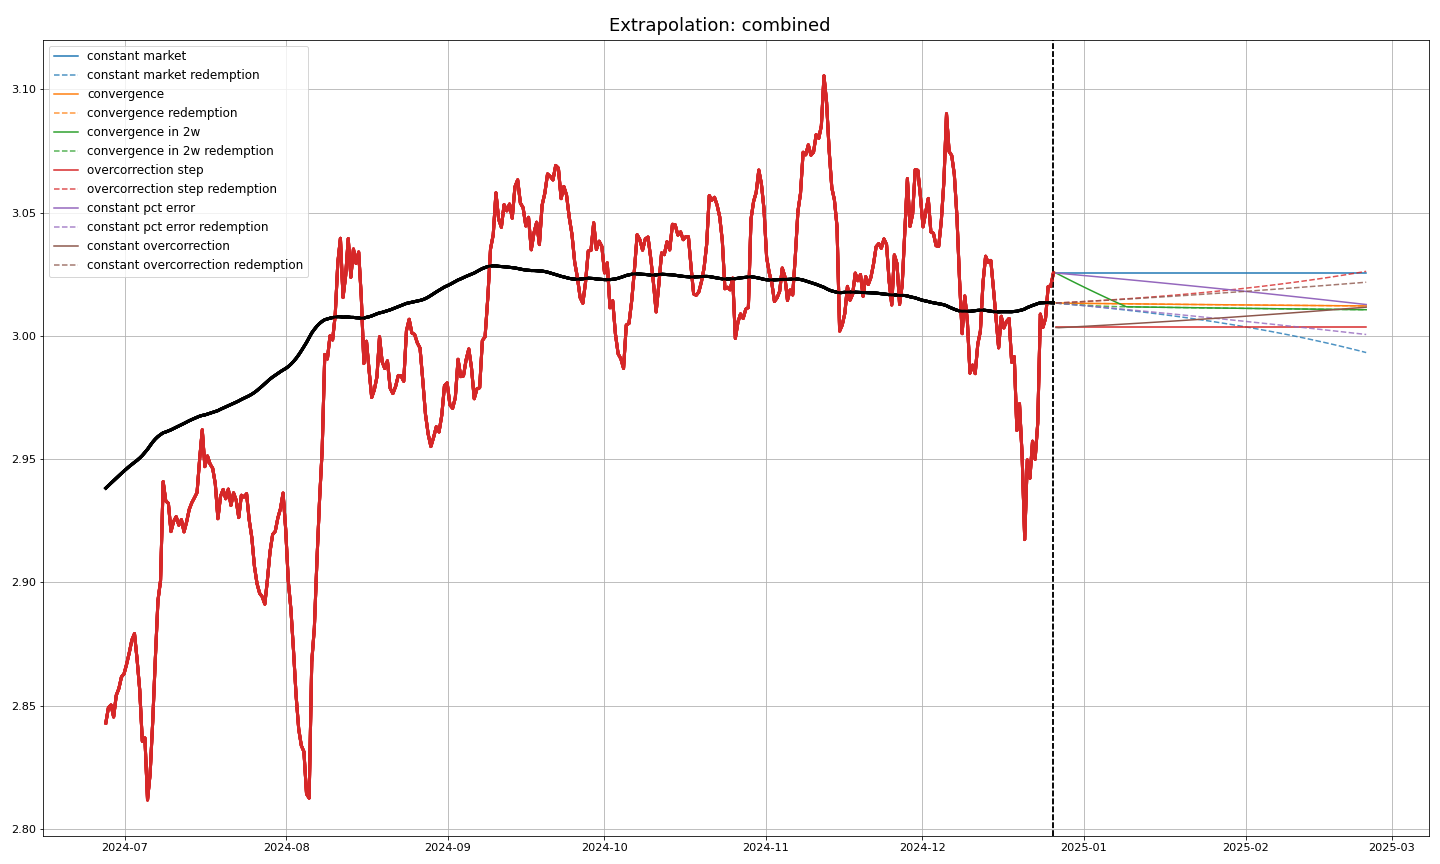 Extrapolation: combined
constant market
constant market redemption
convergence
convergence redemption
convergence in 2w
convergence in 2w redemption
overcorrection step
overcorrection step redemption
constant pct error
constant pct error redemption
constant overcorrection
constant overcorrection redemption
3.10
3.05
3.00
2.95
2.90
2.85
2.80
2024-07 2024-08 2024-09 2024-10 2024-11 2024-12 2025-01 2025-02 2025-03